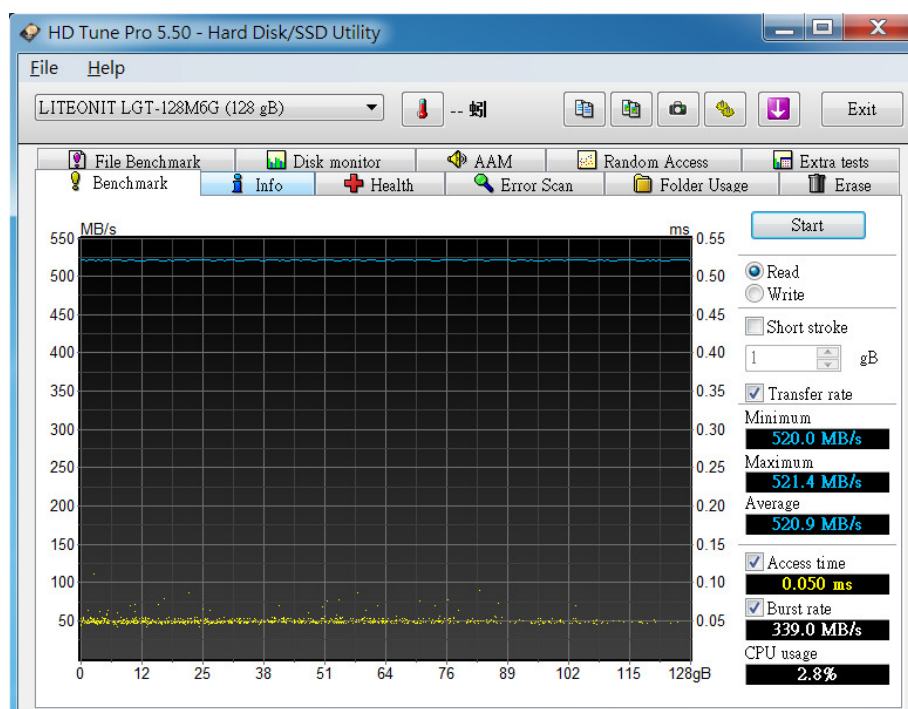 HD Tune Pro 5.50 - Hard Disk/SSD Utility
File Help
LITEONIT LGT-128M6G (128 gB) -- 蚓 Exit
File Benchmark Disk monitor AAM Random Access Extra tests
Benchmark Info Health Error Scan Folder Usage Erase
MB/s ms Start
550 0.55
500 0.50 Read
Write
450 0.45
Short stroke
400 0.40
1 gB
350 0.35
Transfer rate
Minimum
300 0.30
520.0 MB/s
250 0.25 Maximum
521.4 MB/s
200 0.20 Average
520.9 MB/s
150 0.15
Access time
100 0.10
0.050 ms
Burst rate
50 0.05
339.0 MB/s
CPU usage
0 12 25 38 51 64 76 89 102 115 128gB
2.8%